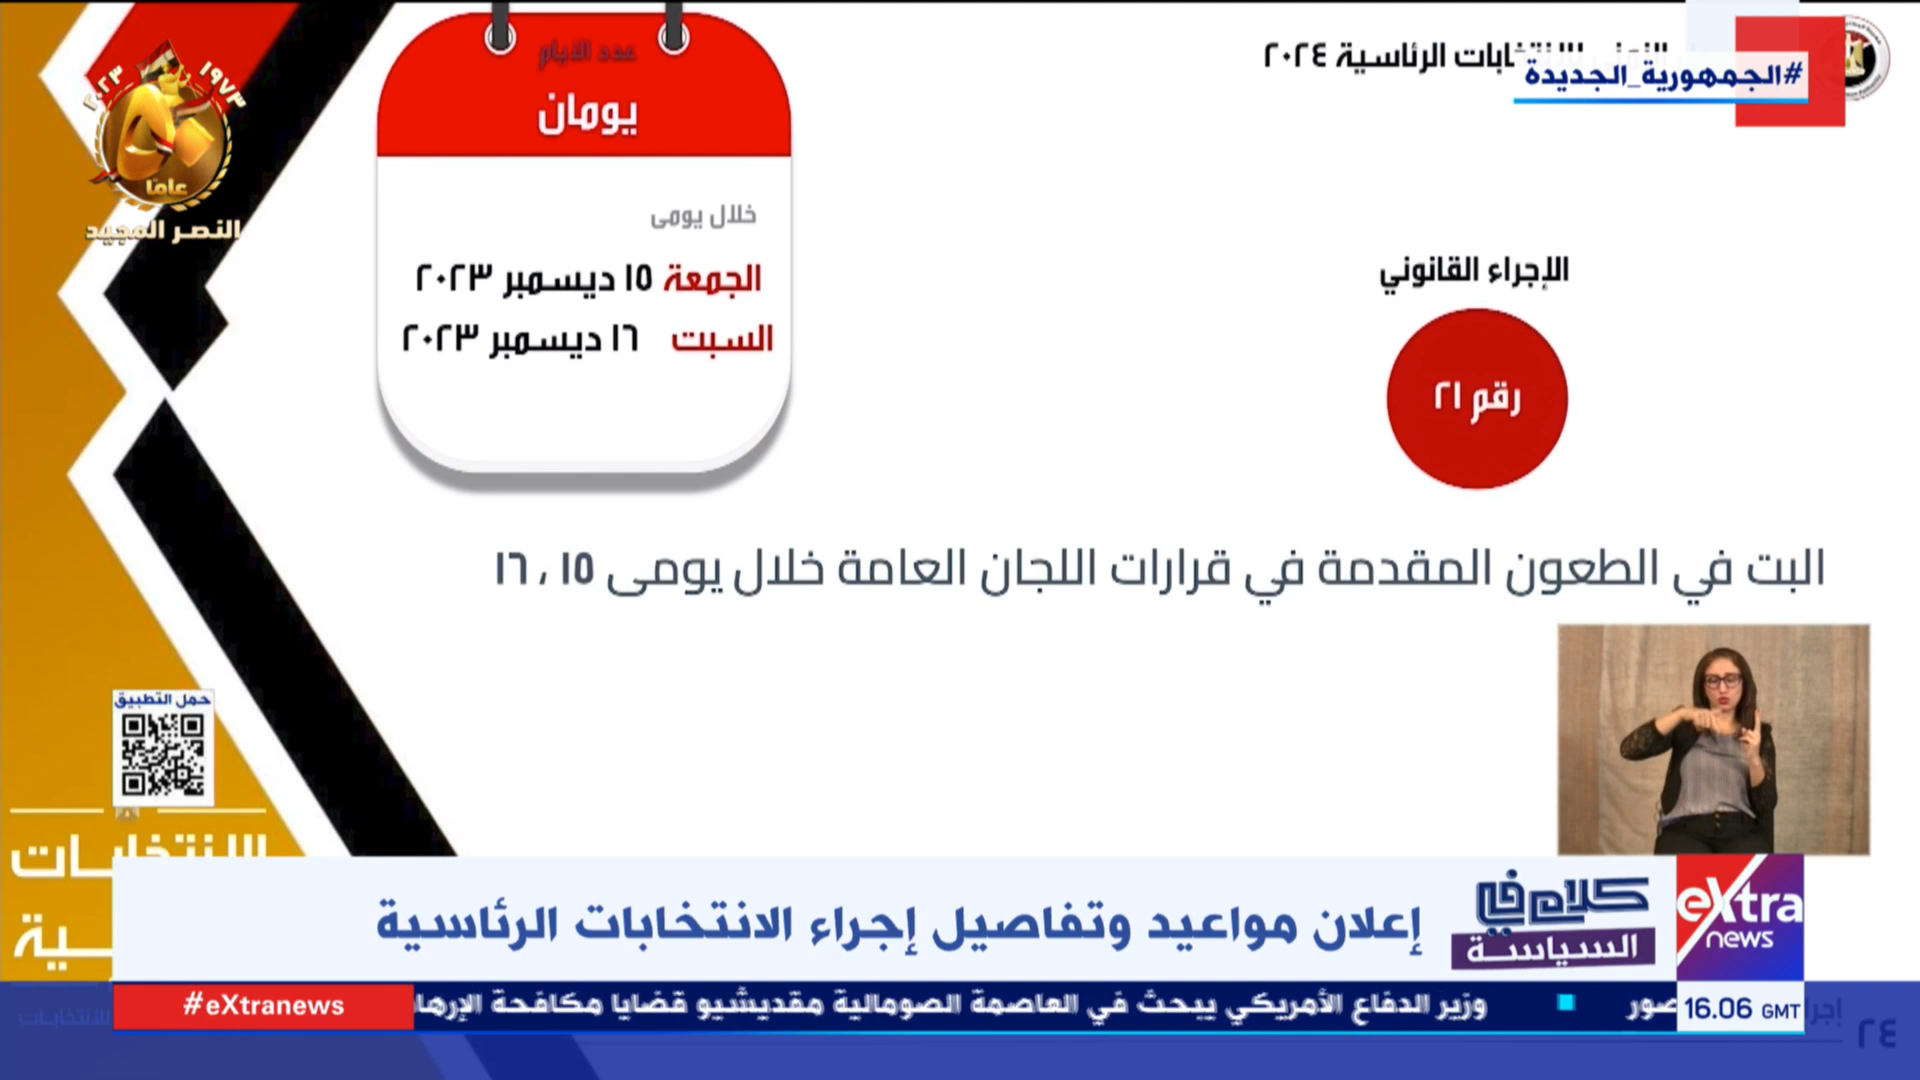 بات الرئاسية ٢٠٢٤
#الجمهورية_الجديدة
١٩٧٣
٢٠٢٣
٥٠
عاما
النصر المجيد
عدد الايام
يومان
خلال يومى
الجمعة ١٥ ديسمبر ٢٠٢٣
السبت ١٦ ديسمبر ٢٠٢٣
الإجراء القانوني
رقم ٢١
البت في الطعون المقدمة في قرارات اللجان العامة خلال يومى ١٥ ، ١٦
حمل التطبيق
كلام في
السياسة
إعلان مواعيد وتفاصيل إجراء الانتخابات الرئاسية
eXtra
news
صور
وزير الدفاع الأمريكي يبحث في العاصمة الصومالية مقديشيو قضايا مكافحة الإرها
#eXtranews
16.06 GMT
٢٤